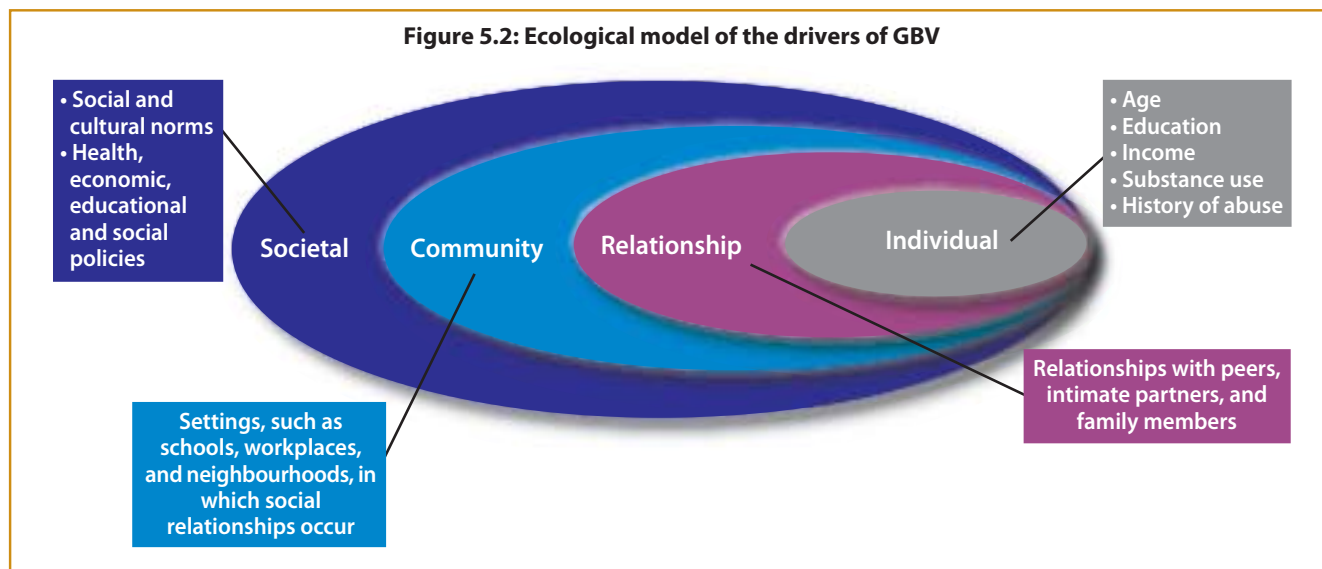 Figure 5.2: Ecological model of the drivers of GBV
• Social and
cultural norms
• Health,
economic,
educational
and social
policies
Societal
Community
Relationship
Individual
• Age
• Education
• Income
• Substance use
• History of abuse
Settings, such as
schools, workplaces,
and neighbourhoods, in
which social
relationships occur
Relationships with peers,
intimate partners, and
family members